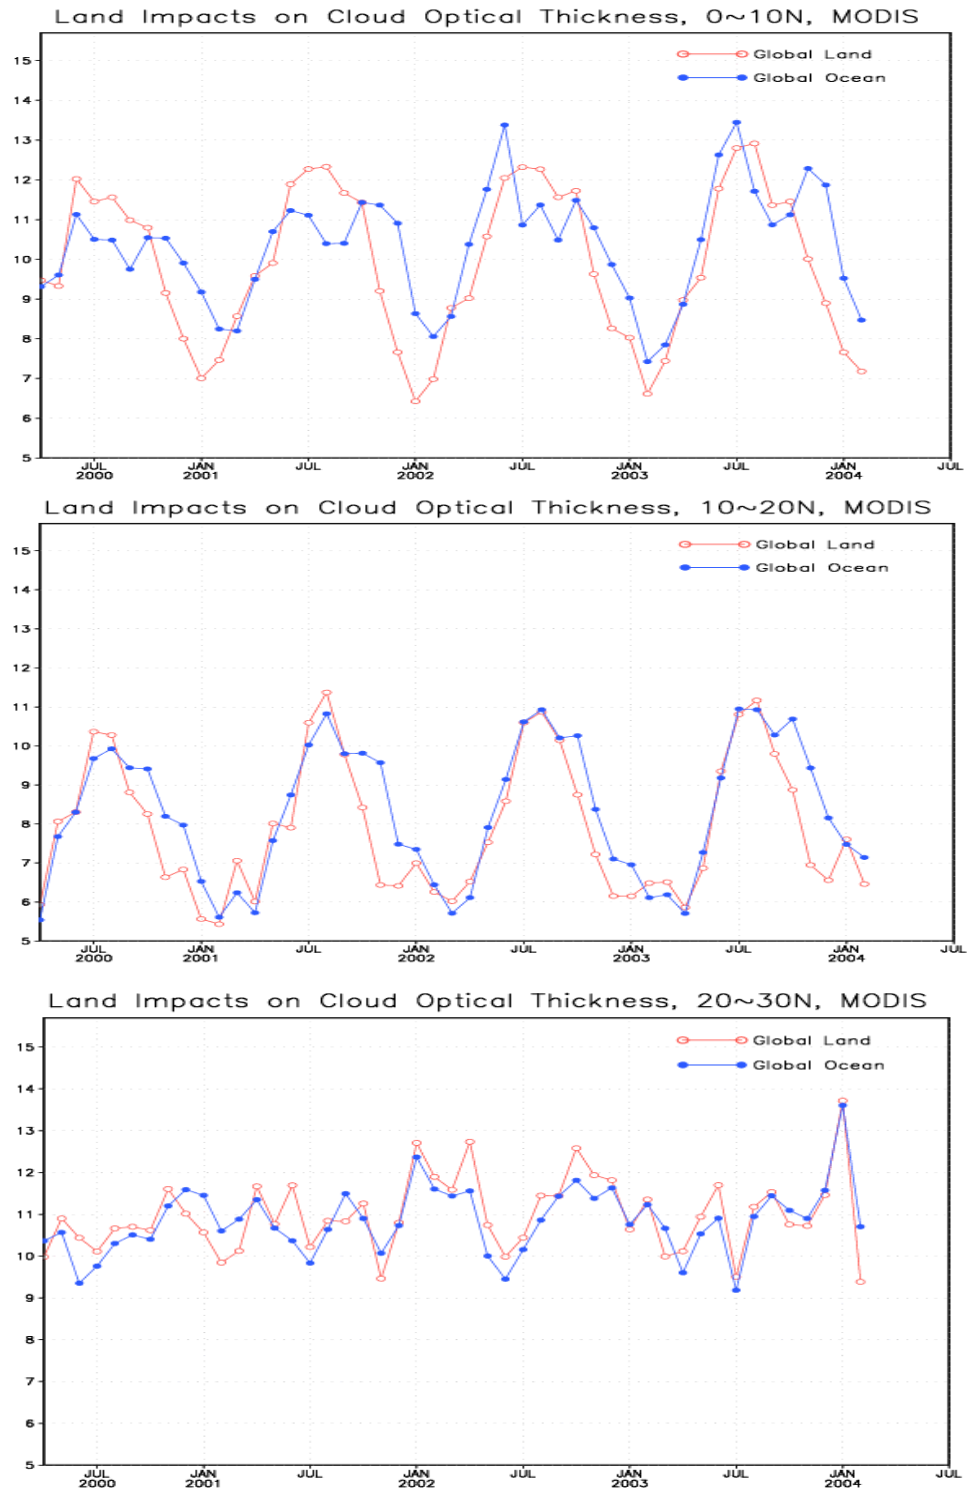 Land Impacts on Cloud Optical Thickness, 0~10N, MODIS
Global Land
Global Ocean
15
14
13
12
11
10
9
8
7
6
5
JUL JAN JUL JAN JUL JAN JUL JAN JUL
2000 2001 2002 2003 2004
Land Impacts on Cloud Optical Thickness, 10~20N, MODIS
Global Land
Global Ocean
15
14
13
12
11
10
9
8
7
6
5
JUL JAN JUL JAN JUL JAN JUL JAN JUL
2000 2001 2002 2003 2004
Land Impacts on Cloud Optical Thickness, 20~30N, MODIS
Global Land
Global Ocean
15
14
13
12
11
10
9
8
7
6
5
JUL JAN JUL JAN JUL JAN JUL JAN JUL
2000 2001 2002 2003 2004